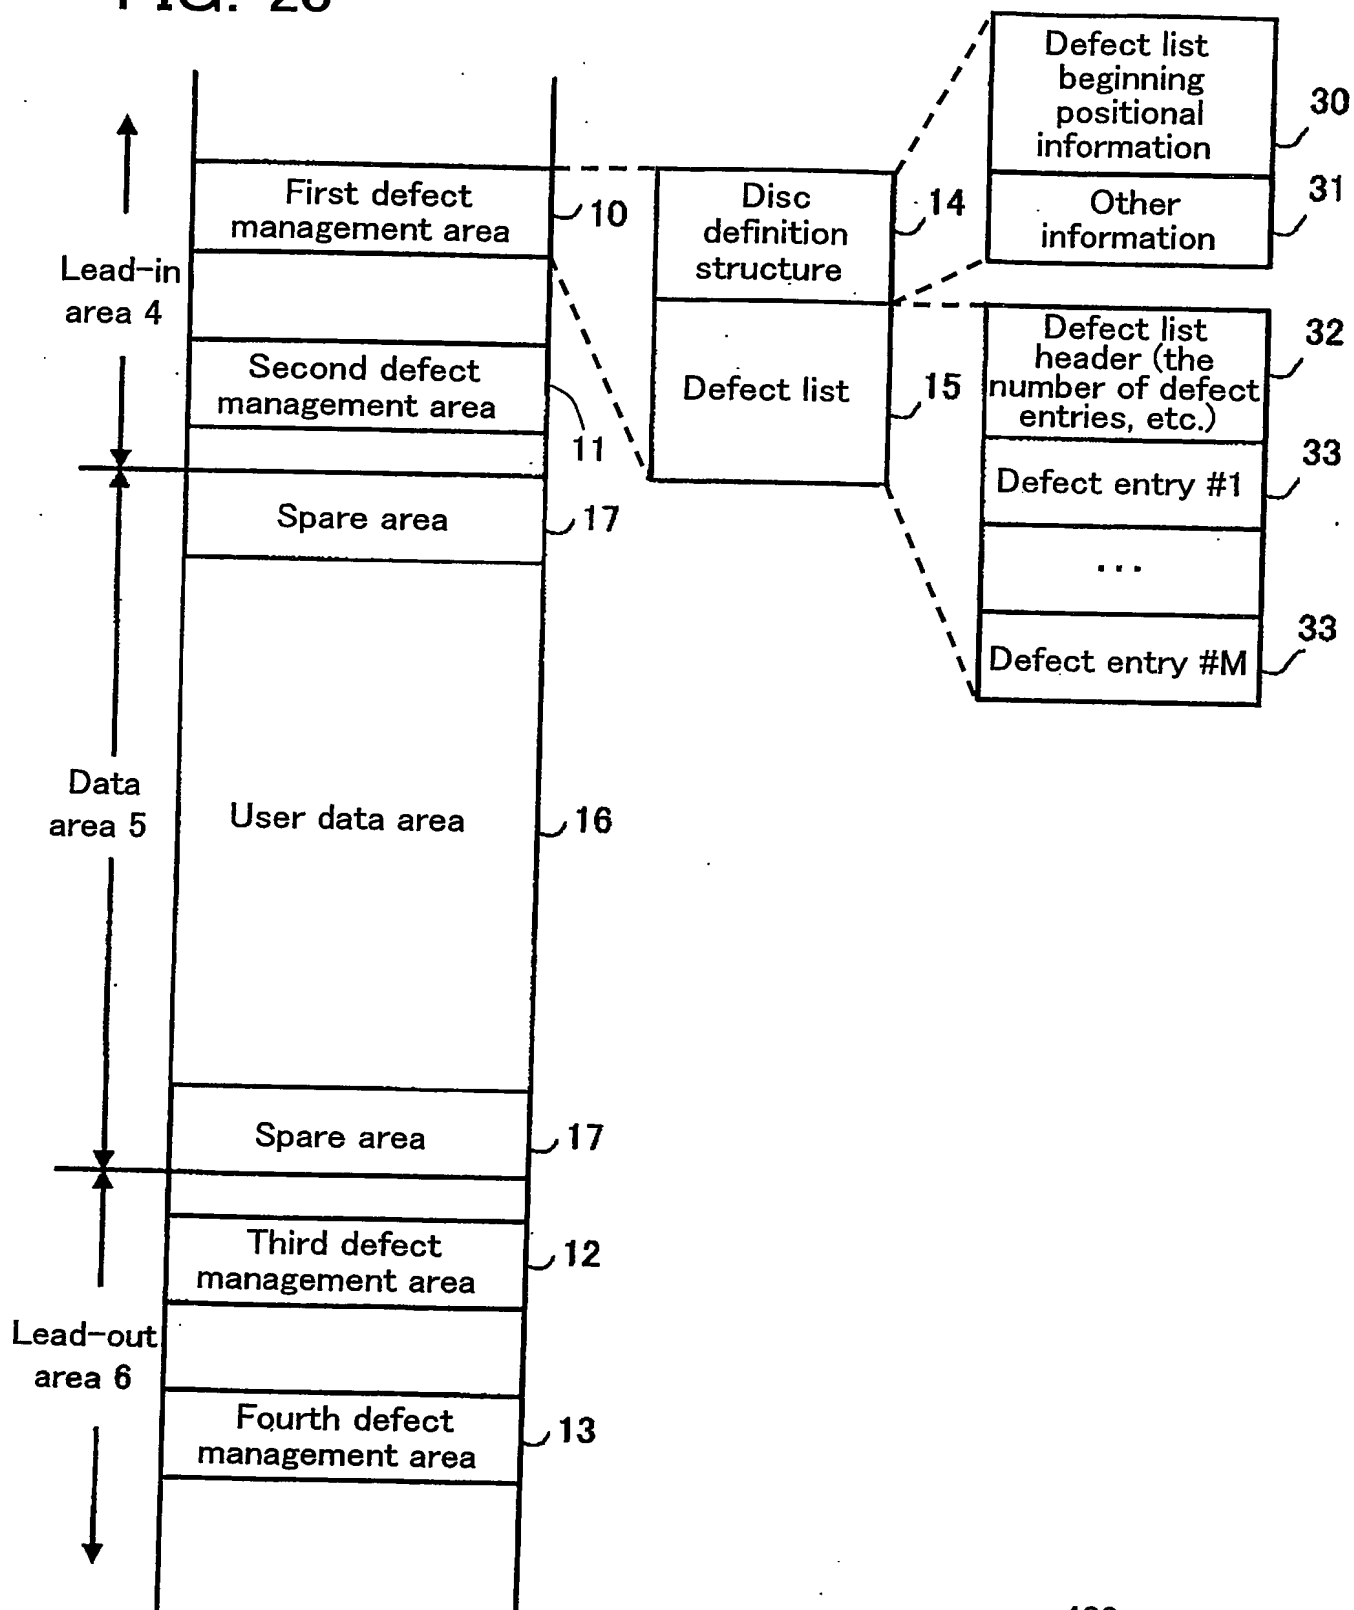 First defect
management area
10
Lead-in
area 4
Second defect
management area
11
Spare area
17
Data
area 5
User data area
16
Spare area
17
Third defect
management area
12
Lead-out
area 6
Fourth defect
management area
13
Disc
definition
structure
14
Defect list
15
Defect list
beginning
positional
information
30
Other
information
31
Defect list
header (the
number of defect
entries, etc.)
32
Defect entry #1
33
...
Defect entry #M
33